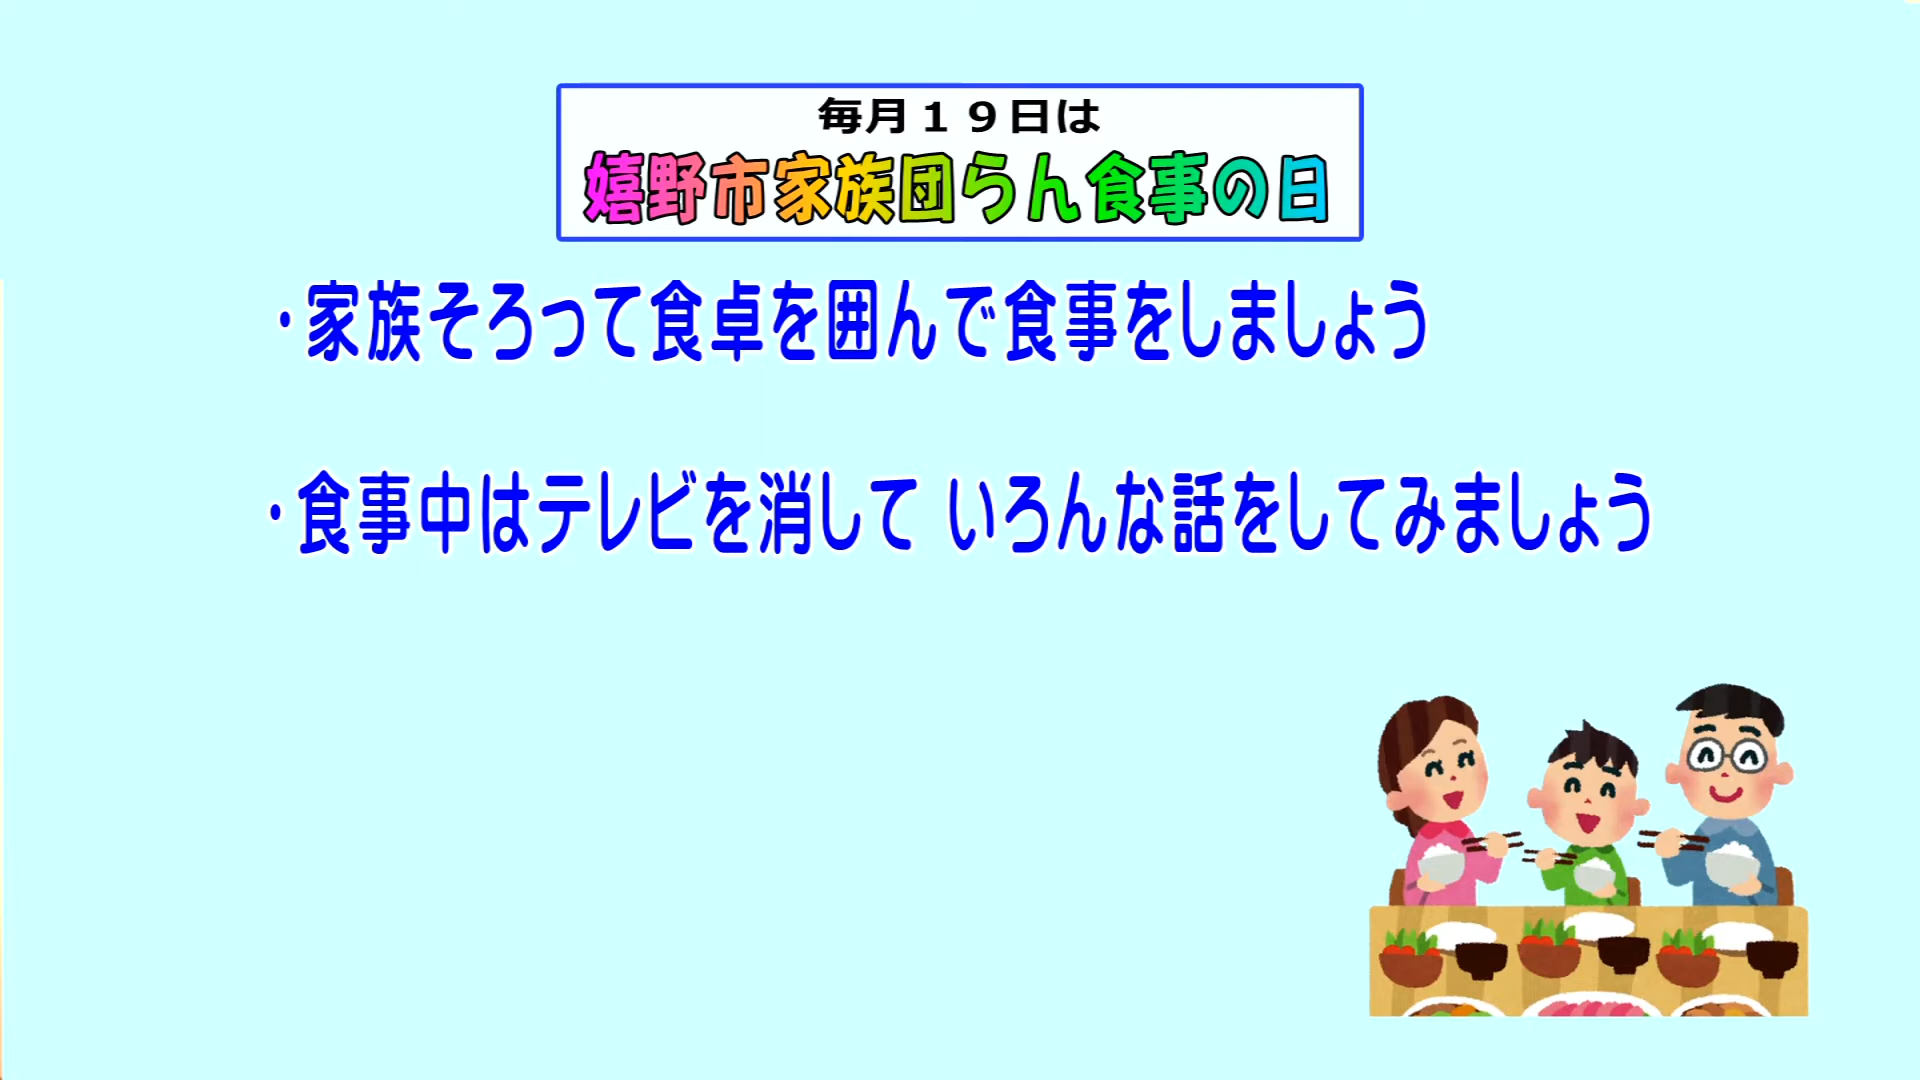 毎月１９日は
嬉野市家族団らん食事の日
・家族そろって食卓を囲んで食事をしましょう
・食事中はテレビを消して いろんな話をしてみましょう